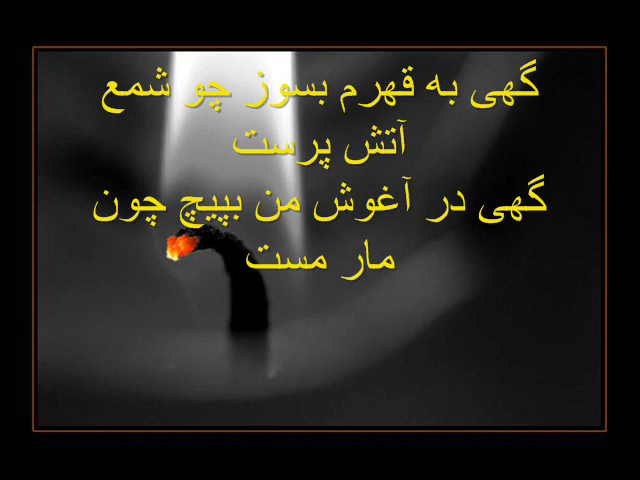 گهی به قهرم بسوز چو شمع
آتش پرست
گهی در آغوش من بپیچ چون
مار مست